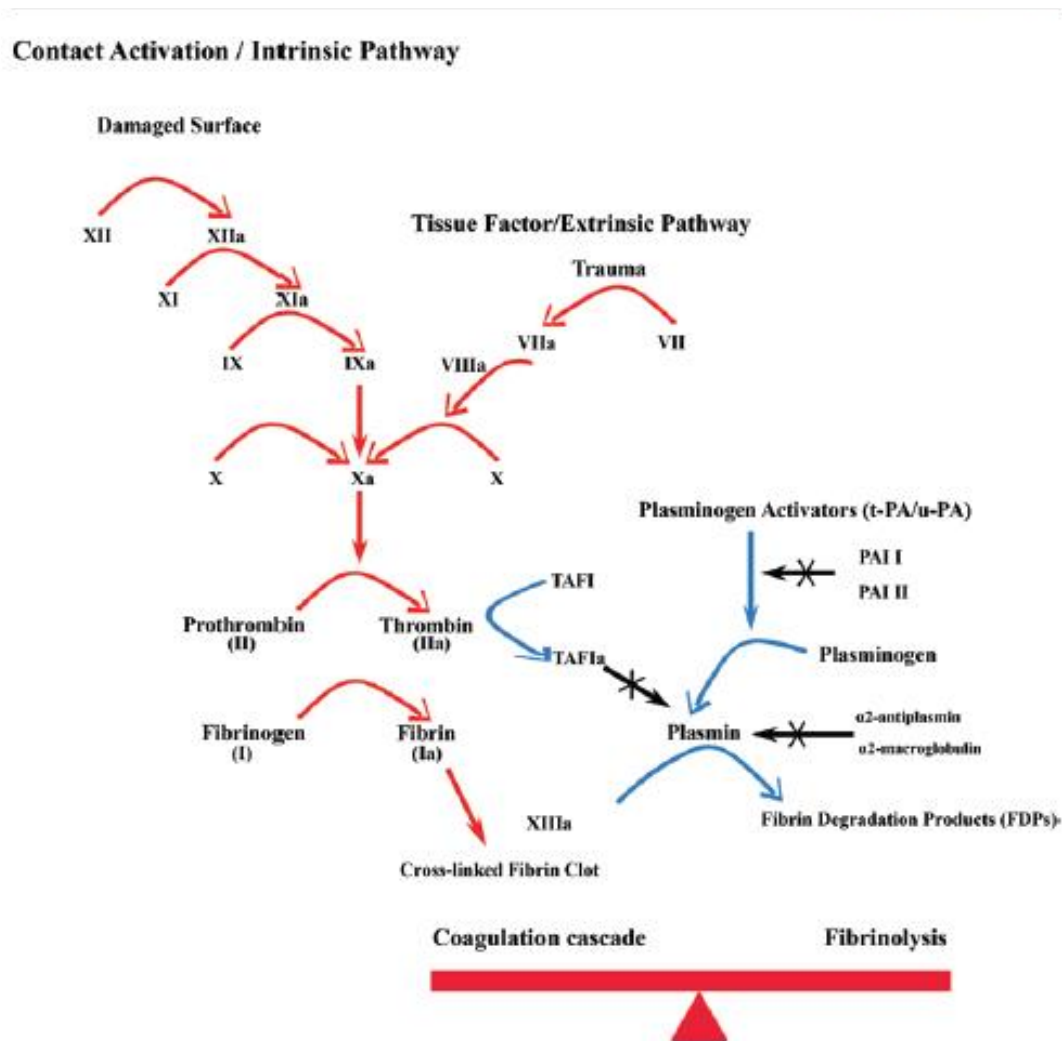 Contact Activation / Intrinsic Pathway
Damaged Surface
XII
XIIa
Tissue Factor/Extrinsic Pathway
Trauma
XI
XIa
VIIa
VII
IX
IXa
VIIIa
X
Xa
X
Plasminogen Activators (t-PA/u-PA)
PAI I
PAI II
TAFI
Prothrombin
(II)
Thrombin
(IIa)
TAFIa
Plasminogen
Fibrinogen
(I)
Fibrin
(Ia)
Plasmin
α2-antiplasmin
α2-macroglobulin
XIIIa
Fibrin Degradation Products (FDPs)
Cross-linked Fibrin Clot
Coagulation cascade
Fibrinolysis